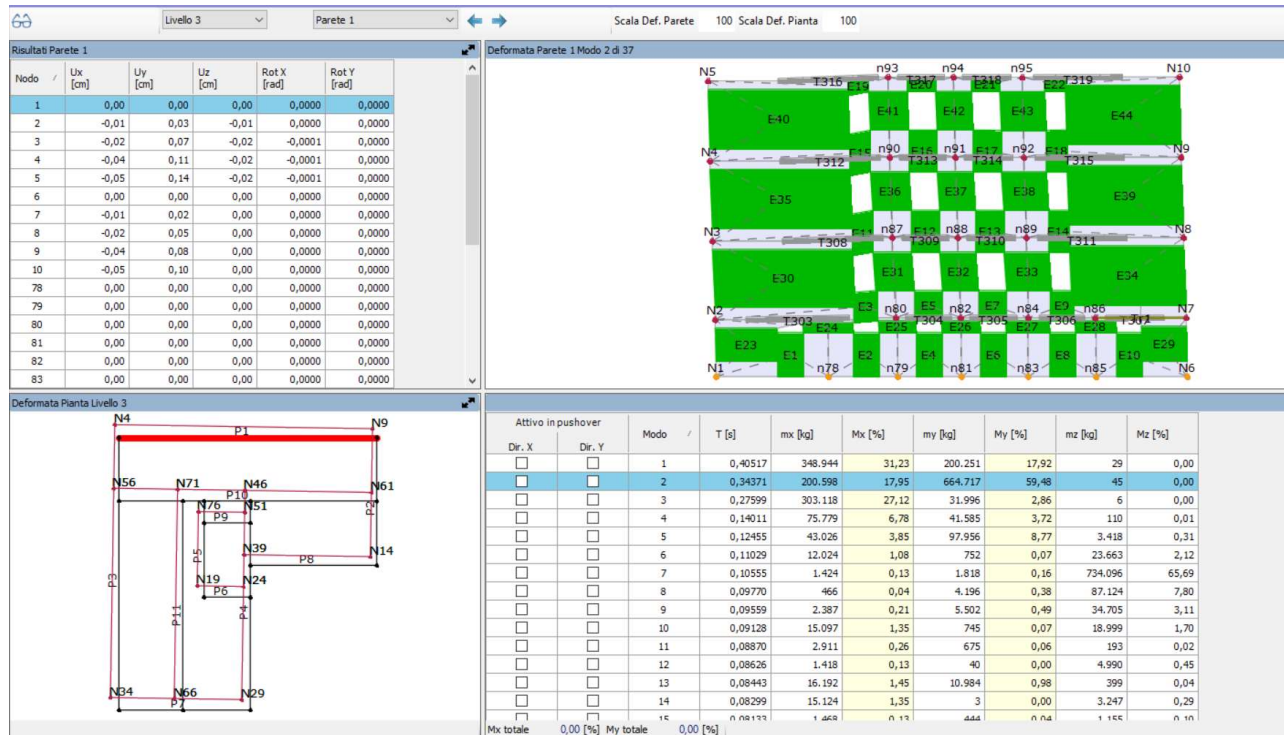 Livello 3 Parete 1 Scala Def. Parete 100 Scala Def. Pianta 100
Risultati Parete 1
Nodo / Ux [cm] Uy [cm] Uz [cm] Rot X [rad] Rot Y [rad]
1 0,00 0,00 0,00 0,0000 0,0000
2 -0,01 0,03 -0,01 0,0000 0,0000
3 -0,02 0,07 -0,02 -0,0001 0,0000
4 -0,04 0,11 -0,02 -0,0001 0,0000
5 -0,05 0,14 -0,02 -0,0001 0,0000
6 0,00 0,00 0,00 0,0000 0,0000
7 -0,01 0,02 0,00 0,0000 0,0000
8 -0,02 0,05 0,00 0,0000 0,0000
9 -0,04 0,08 0,00 0,0000 0,0000
10 -0,05 0,10 0,00 0,0000 0,0000
78 0,00 0,00 0,00 0,0000 0,0000
79 0,00 0,00 0,00 0,0000 0,0000
80 0,00 0,00 0,00 0,0000 0,0000
81 0,00 0,00 0,00 0,0000 0,0000
82 0,00 0,00 0,00 0,0000 0,0000
83 0,00 0,00 0,00 0,0000 0,0000
Deformata Parete 1 Modo 2 di 37
N5 n93 n94 n95 N10
T316 T317 T318 T319
E19 E20 E21 E22
E40 E41 E42 E43 E44
N4 n90 n91 n92 N9
E15 E16 E17 E18
T312 T313 T314 T315
E35 E36 E37 E38 E39
N3 n87 n88 n89 N8
E11 E12 E13 E14
T308 T309 T310 T311
E30 E31 E32 E33 E34
E3 E5 E7 E9
N2 n80 n82 n84 n86 N7
T303 T304 T305 T306
E24 E25 E26 E27 E28
E23 E29
E1 E2 E4 E6 E8 E10
N1 n78 n79 n81 n83 n85 N6
Deformata Pianta Livello 3
N4 N9
P1
N56 N71 N46 N61
P10
N76 N51
P2
P9
N39 N14
P5 P8
P3
N19 N24
P6
P11 P4
N34 N66 N29
P7
Attivo in pushover
Dir. X Dir. Y Modo / T [s] mx [kg] Mx [%] my [kg] My [%] mz [kg] Mz [%]
1 0,40517 348.944 31,23 200.251 17,92 29 0,00
2 0,34371 200.598 17,95 664.717 59,48 45 0,00
3 0,27599 303.118 27,12 31.996 2,86 6 0,00
4 0,14011 75.779 6,78 41.585 3,72 110 0,01
5 0,12455 43.026 3,85 97.956 8,77 3.418 0,31
6 0,11029 12.024 1,08 752 0,07 23.663 2,12
7 0,10555 1.424 0,13 1.818 0,16 734.096 65,69
8 0,09770 466 0,04 4.196 0,38 87.124 7,80
9 0,09559 2.387 0,21 5.502 0,49 34.705 3,11
10 0,09128 15.097 1,35 745 0,07 18.999 1,70
11 0,08870 2.911 0,26 675 0,06 193 0,02
12 0,08626 1.418 0,13 40 0,00 4.990 0,45
13 0,08443 16.192 1,45 10.984 0,98 399 0,04
14 0,08299 15.124 1,35 3 0,00 3.247 0,29
15 0,08133 1.468 0,13 444 0,04 1.155 0,10
Mx totale 0,00 [%] My totale 0,00 [%]